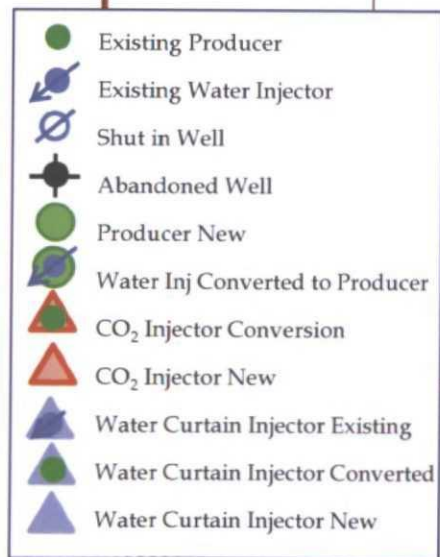 Existing Producer
Existing Water Injector
Shut in Well
Abandoned Well
Producer New
Water Inj Converted to Producer
CO₂ Injector Conversion
CO₂ Injector New
Water Curtain Injector Existing
Water Curtain Injector Converted
Water Curtain Injector New